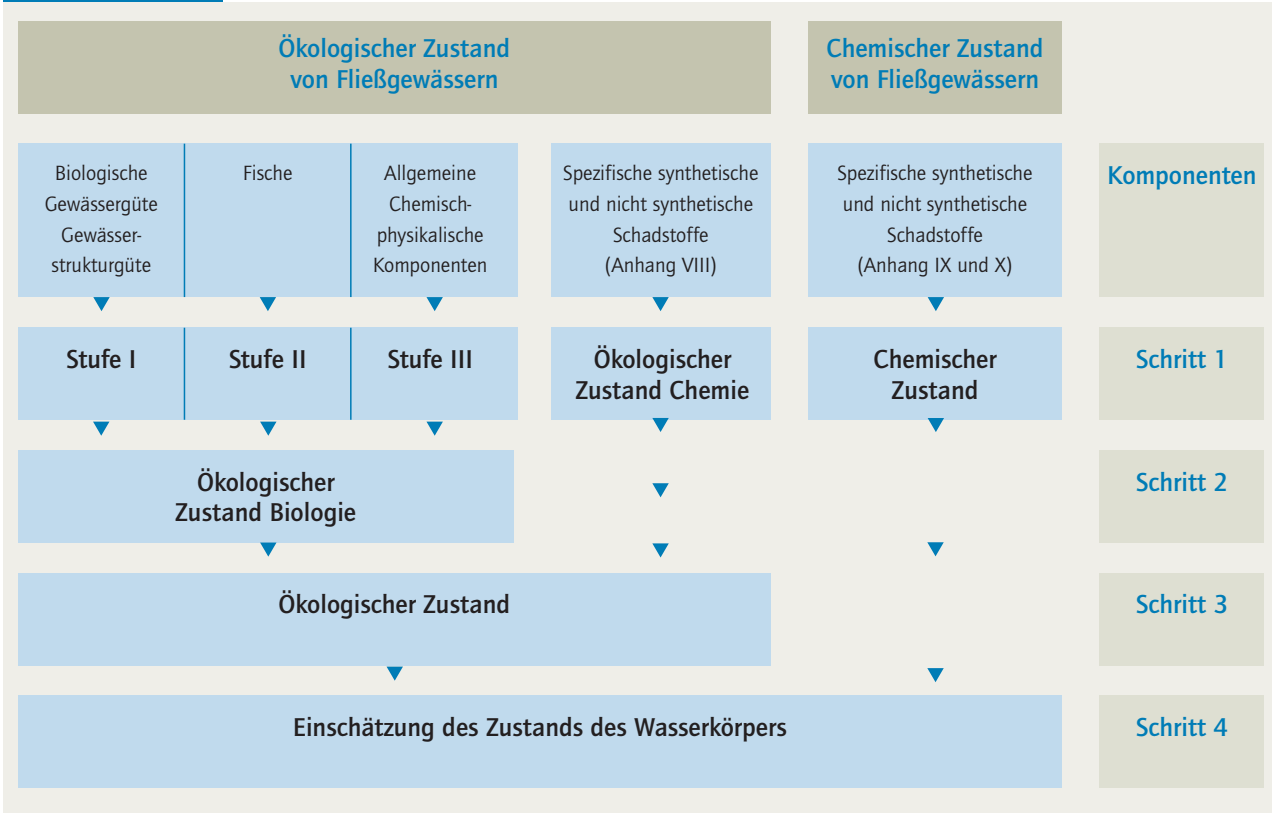 Ökologischer Zustand
von Fließgewässern
Chemischer Zustand
von Fließgewässern
Biologische
Gewässergüte
Gewässer-
strukturgüte
Fische
Allgemeine
Chemisch-
physikalische
Komponenten
Spezifische synthetische
und nicht synthetische
Schadstoffe
(Anhang VIII)
Spezifische synthetische
und nicht synthetische
Schadstoffe
(Anhang IX und X)
Komponenten
Stufe I
Stufe II
Stufe III
Ökologischer
Zustand Chemie
Chemischer
Zustand
Schritt 1
Ökologischer
Zustand Biologie
Schritt 2
Ökologischer Zustand
Schritt 3
Einschätzung des Zustands des Wasserkörpers
Schritt 4